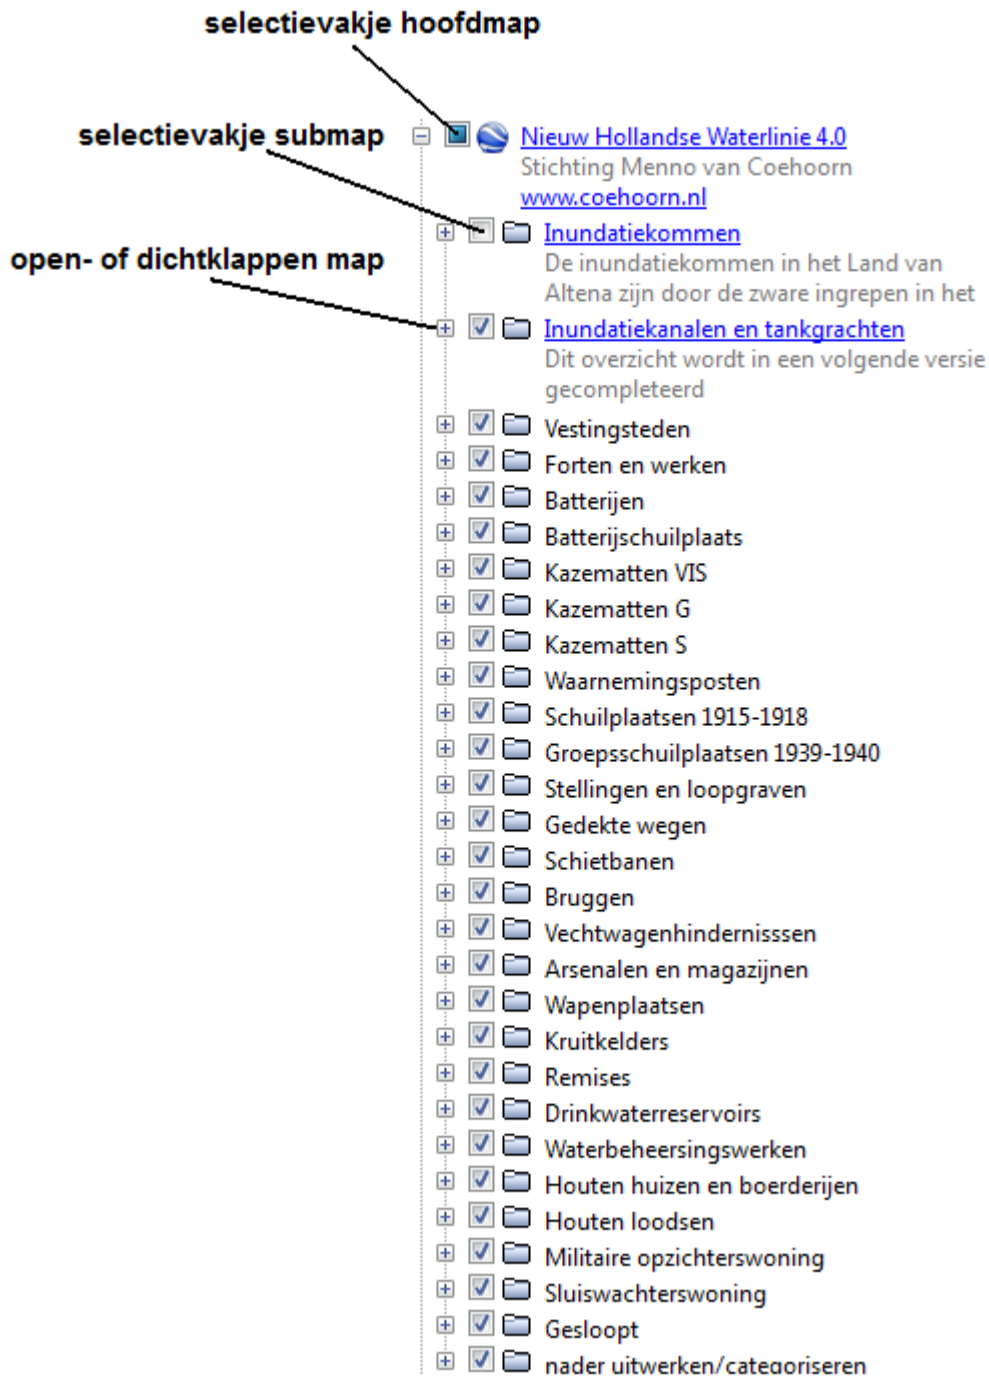 selectievakje hoofdmap
selectievakje submap
Nieuw Hollandse Waterlinie 4.0
Stichting Menno van Coehoorn
www.coehoorn.nl
Inundatiekommen
open- of dichtklappen map
De inundatiekommen in het Land van
Altena zijn door de zware ingrepen in het
Inundatiekanalen en tankgrachten
Dit overzicht wordt in een volgende versie
gecompleteerd
Vestingsteden
Forten en werken
Batterijen
Batterijschuilplaats
Kazematten VIS
Kazematten G
Kazematten S
Waarnemingsposten
Schuilplaatsen 1915-1918
Groepsschuilplaatsen 1939-1940
Stellingen en loopgraven
Gedekte wegen
Schietbanen
Bruggen
Vechtwagenhindernisssen
Arsenalen en magazijnen
Wapenplaatsen
Kruitkelders
Remises
Drinkwaterreservoirs
Waterbeheersingswerken
Houten huizen en boerderijen
Houten loodsen
Militaire opzichterswoning
Sluiswachterswoning
Gesloopt
nader uitwerken/categoriseren